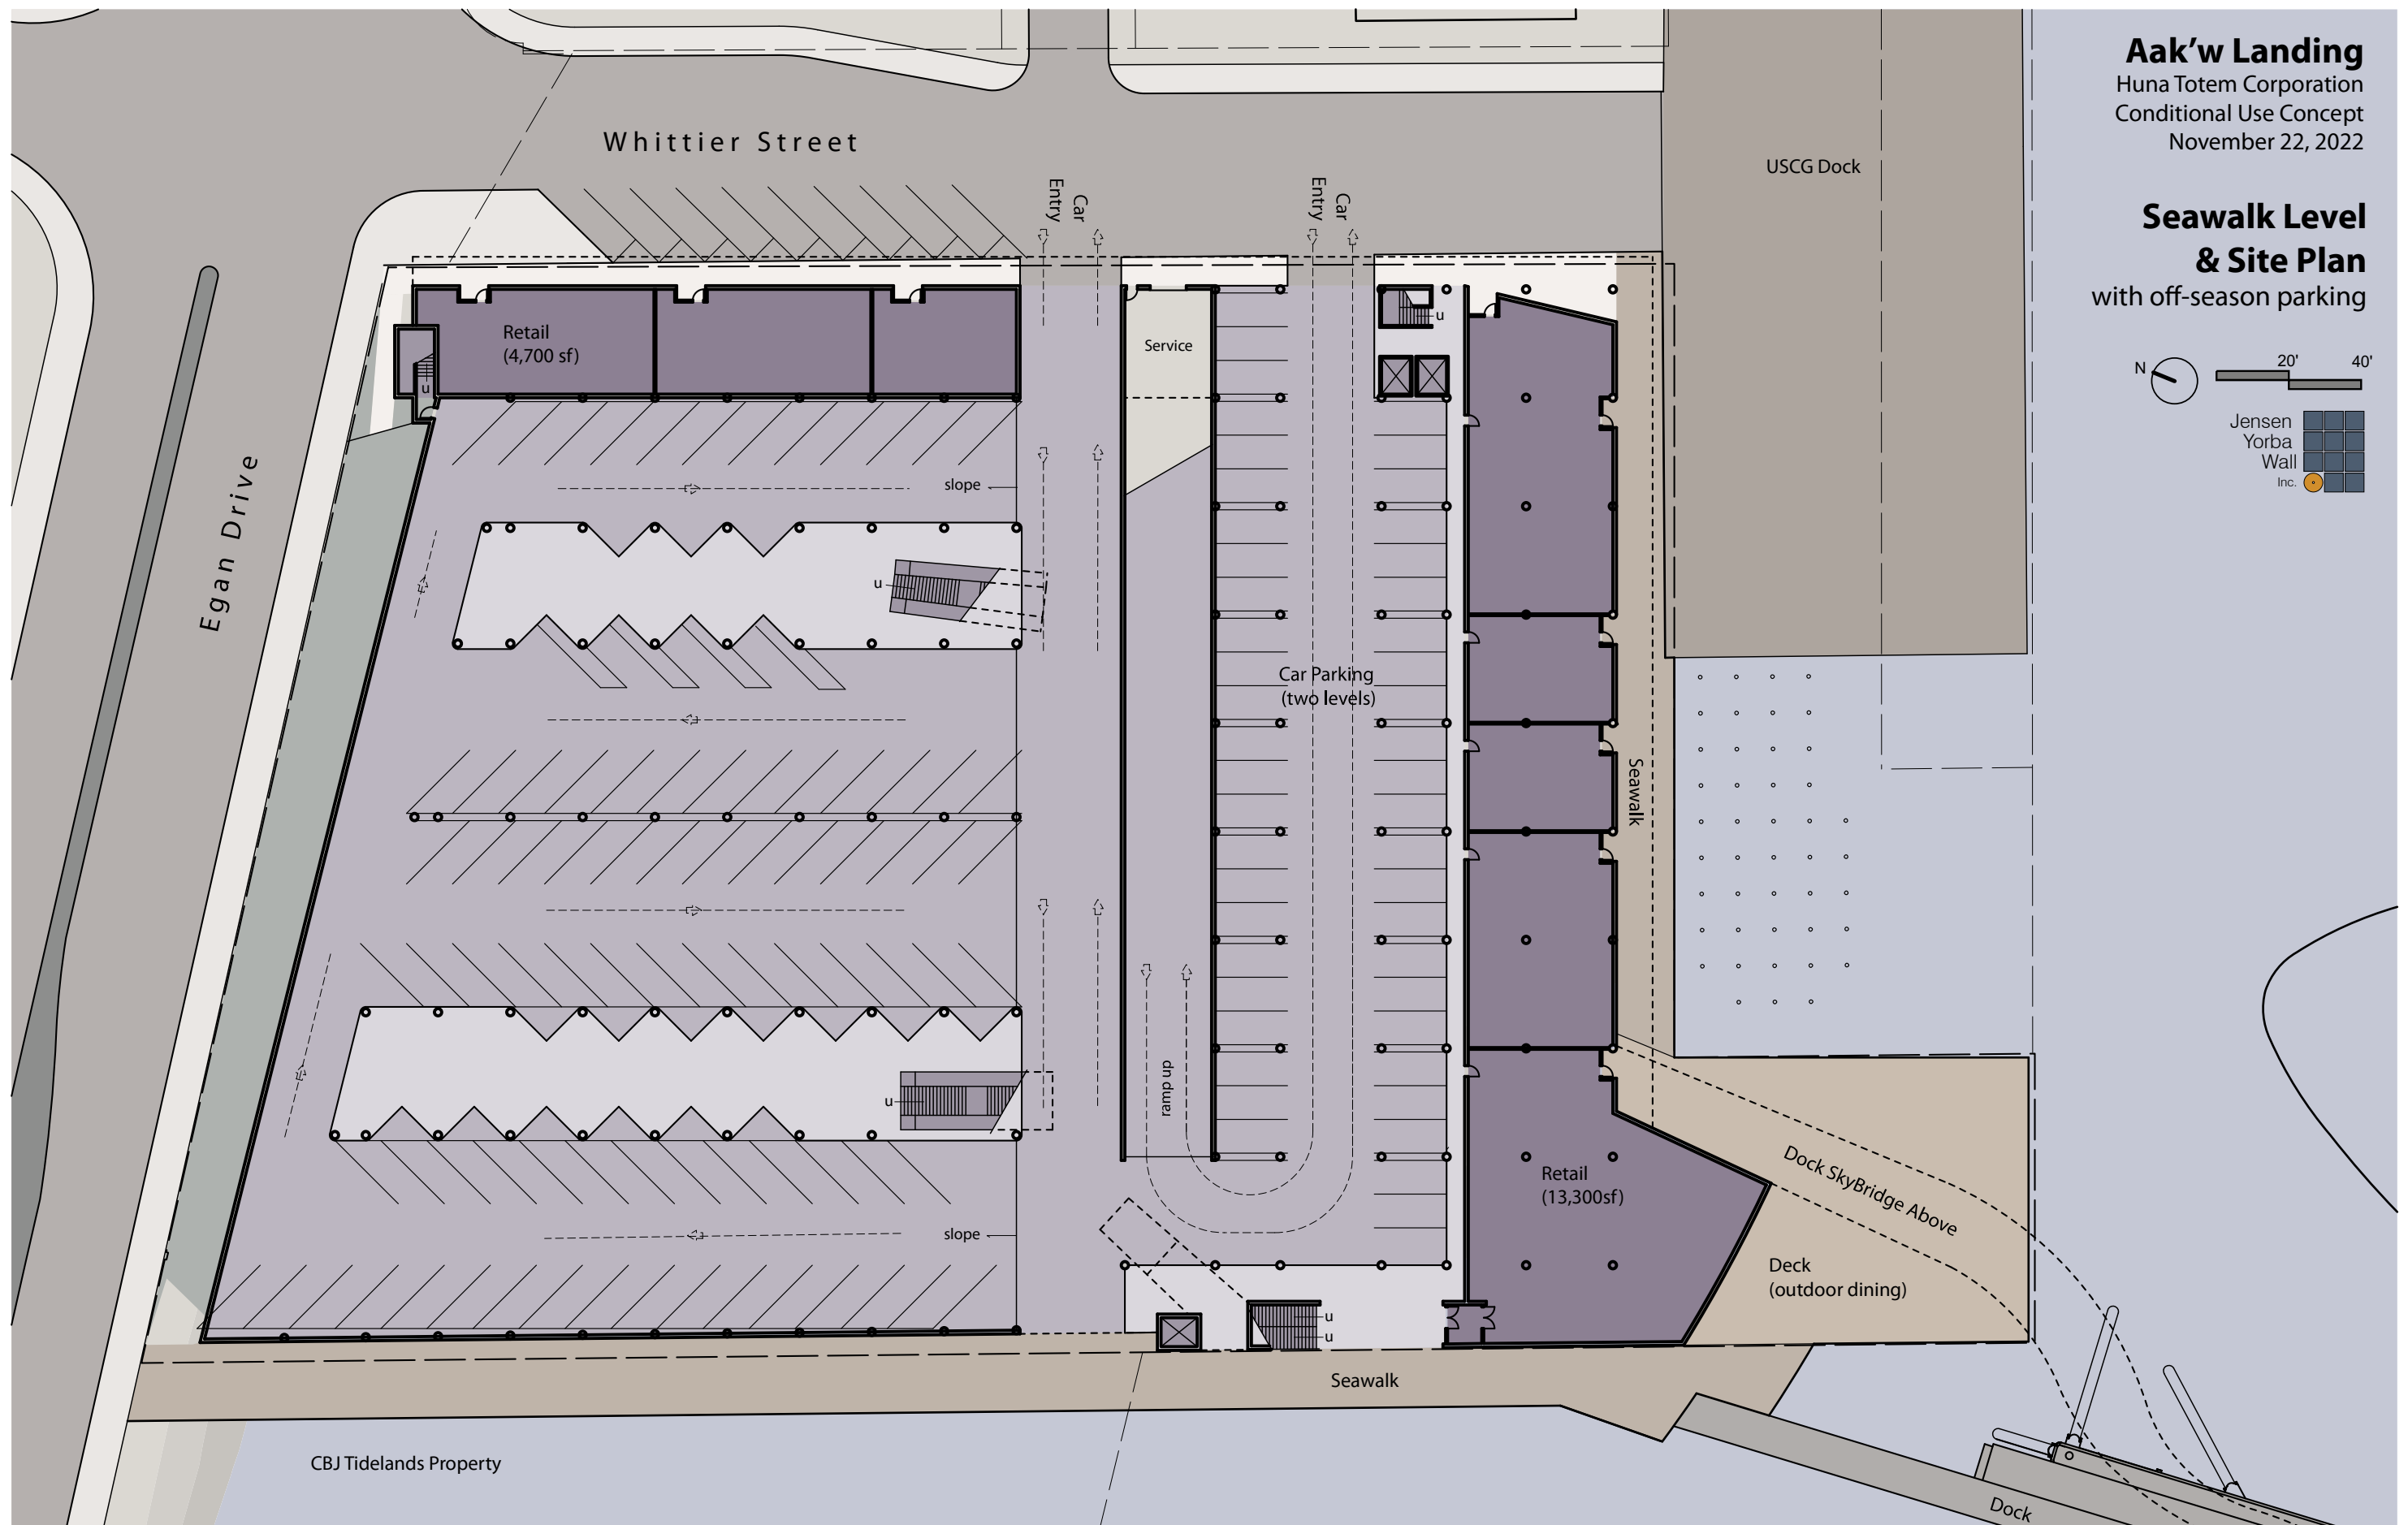 Aak’w Landing
Huna Totem Corporation
Conditional Use Concept
November 22, 2022
Seawalk Level
& Site Plan
with off-season parking
N
20'
40'
Jensen
Yorba
Wall
Inc.
Whittier Street
USCG Dock
Car
Entry
Car
Entry
Retail
(4,700 sf)
Service
u
u
slope
Egan Drive
u
Car Parking
(two levels)
Seawalk
ramp up
u
Retail
(13,300sf)
Dock SkyBridge Above
slope
Deck
(outdoor dining)
u
u
Seawalk
CBJ Tidelands Property
Dock